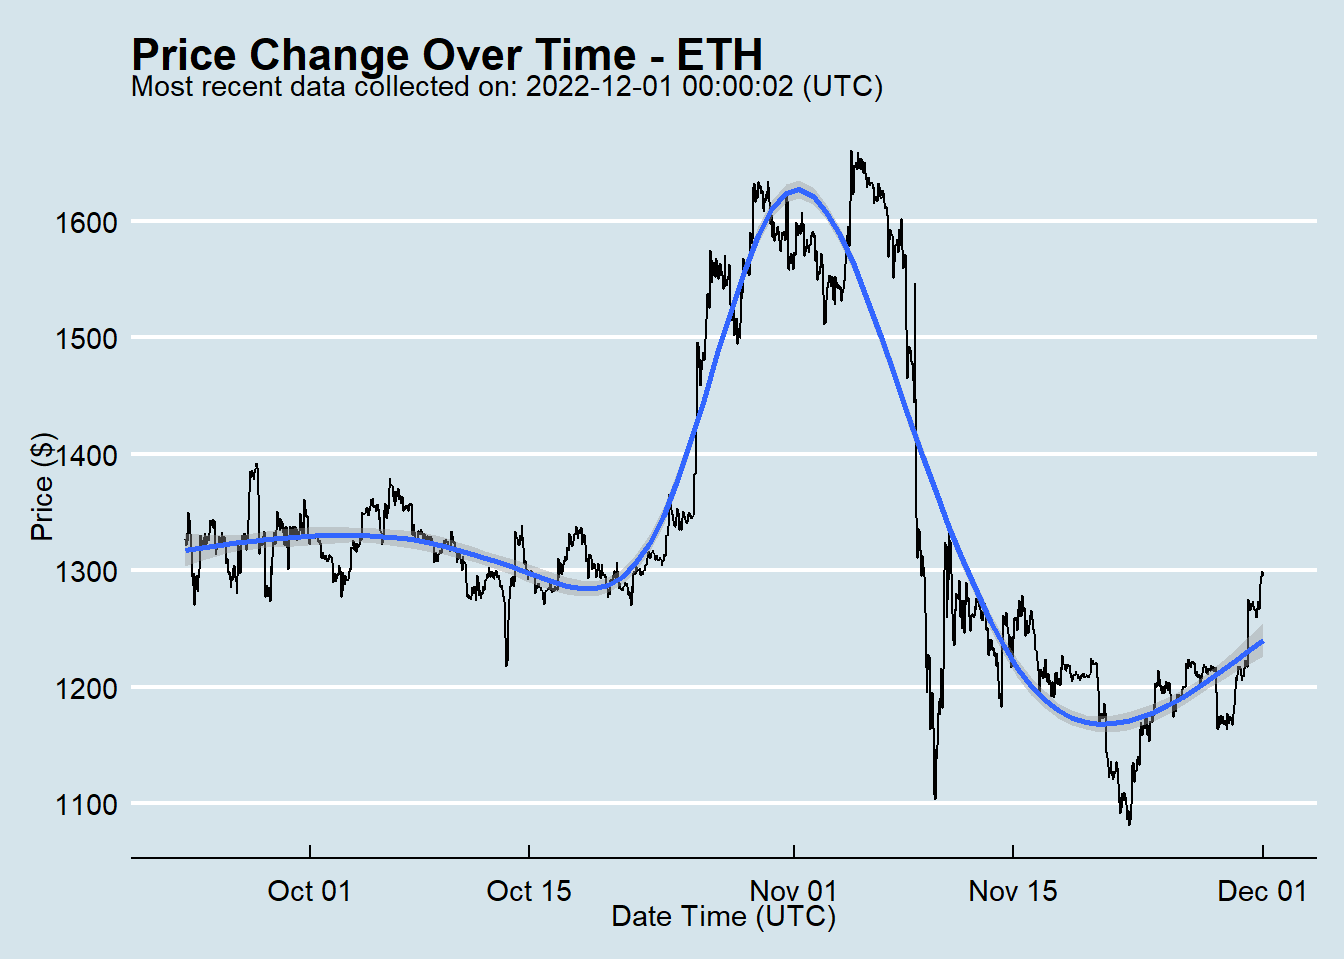 Price Change Over Time - ETH
Most recent data collected on: 2022-12-01 00:00:02 (UTC)
Price ($)
1600
1500
1400
1300
1200
1100
Oct 01 Oct 15 Nov 01 Nov 15 Dec 01
Date Time (UTC)